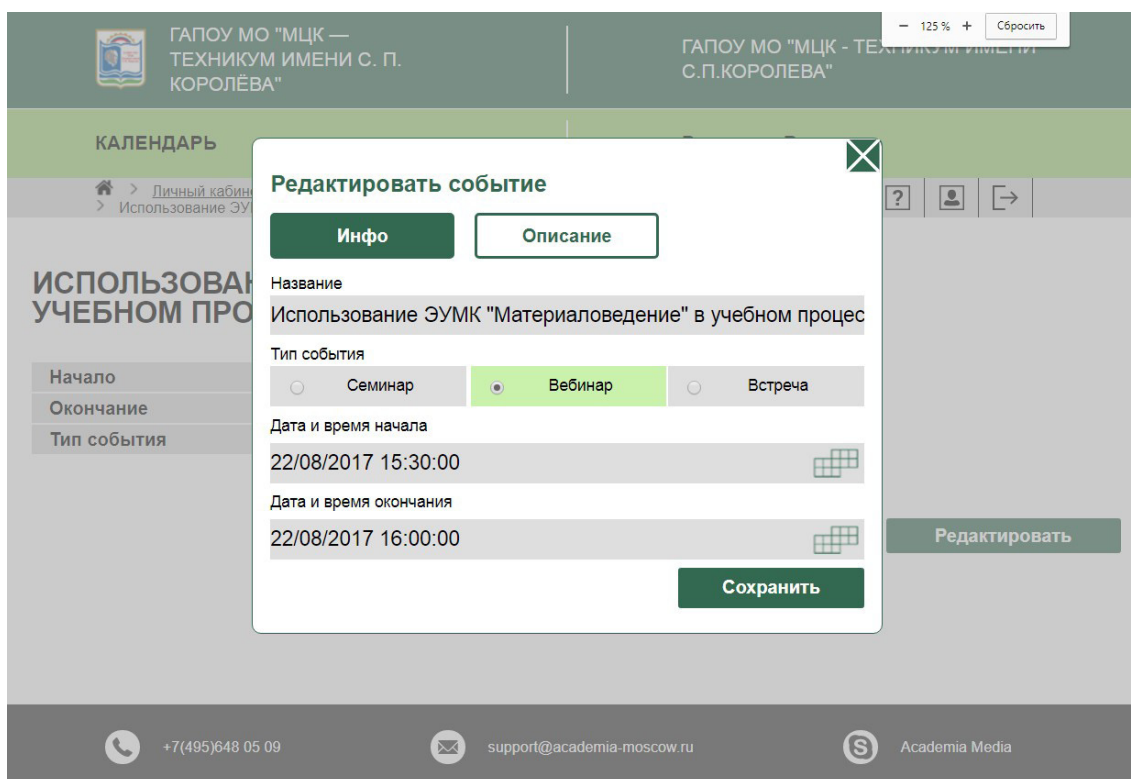 ГАПОУ МО "МЦК —
ТЕХНИКУМ ИМЕНИ С. П.
КОРОЛЁВА"
ГАПОУ МО "МЦК - ТЕХНИКУМ ИМЕНИ
С.П.КОРОЛЕВА"
− 125 % + Сбросить
КАЛЕНДАРЬ
> Личный кабине
> Использование ЭУ
?
ИСПОЛЬЗОВАН
УЧЕБНОМ ПРО
Начало
Окончание
Тип события
Редактировать событие
Инфо Описание
Название
Использование ЭУМК "Материаловедение" в учебном процес
Тип события
Семинар Вебинар Встреча
Дата и время начала
22/08/2017 15:30:00
Дата и время окончания
22/08/2017 16:00:00
Сохранить
Редактировать
+7(495)648 05 09 support@academia-moscow.ru Academia Media